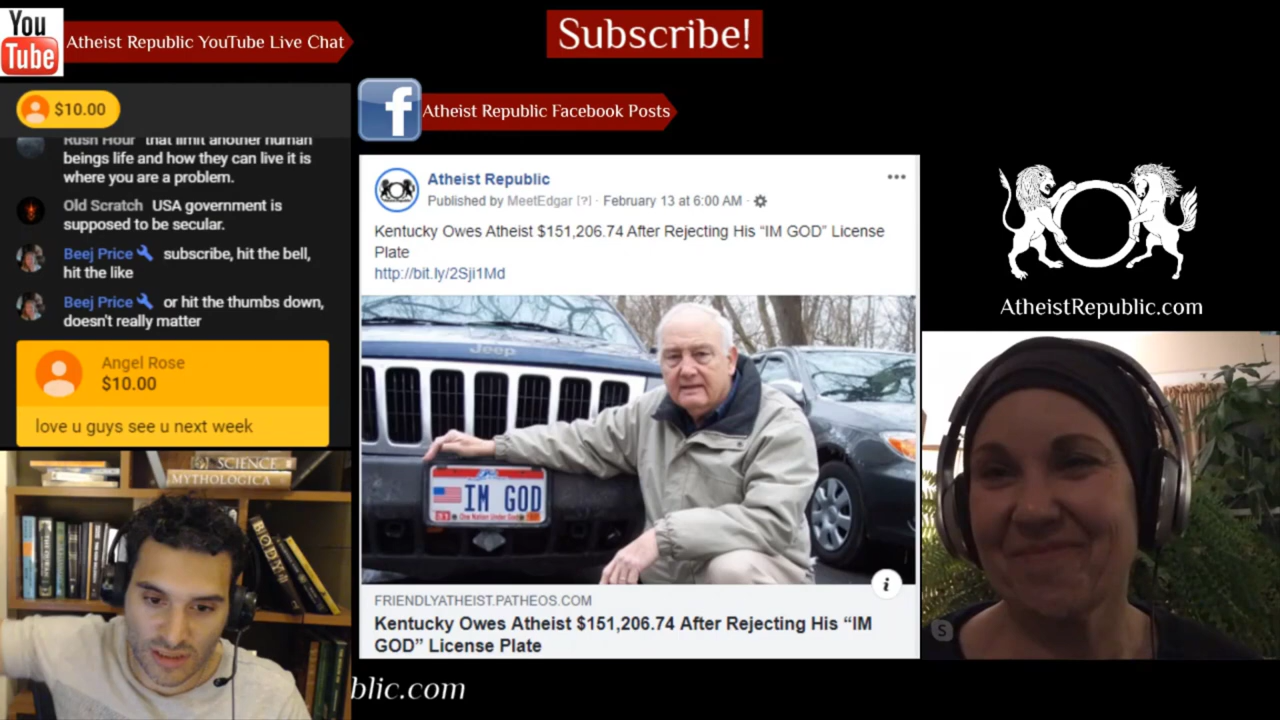 You
Tube
Atheist Republic YouTube Live Chat
Subscribe!
$10.00
Rush Hour that limit another human
beings life and how they can live it is
where you are a problem.
Old Scratch USA government is
supposed to be secular.
Beej Price subscribe, hit the bell,
hit the like
Beej Price or hit the thumbs down,
doesn't really matter
Angel Rose
$10.00
love u guys see u next week
f
Atheist Republic Facebook Posts
Atheist Republic
Published by MeetEdgar [?] · February 13 at 6:00 AM ·
Kentucky Owes Atheist $151,206.74 After Rejecting His “IM GOD” License
Plate
http://bit.ly/2Sji1Md
Jeep
IM GOD
One Nation Under God
i
FRIENDLYATHEIST.PATHEOS.COM
Kentucky Owes Atheist $151,206.74 After Rejecting His “IM
GOD” License Plate
AtheistRepublic.com
S
SCIENCE
MYTHOLOGICA
BODY
blic.com